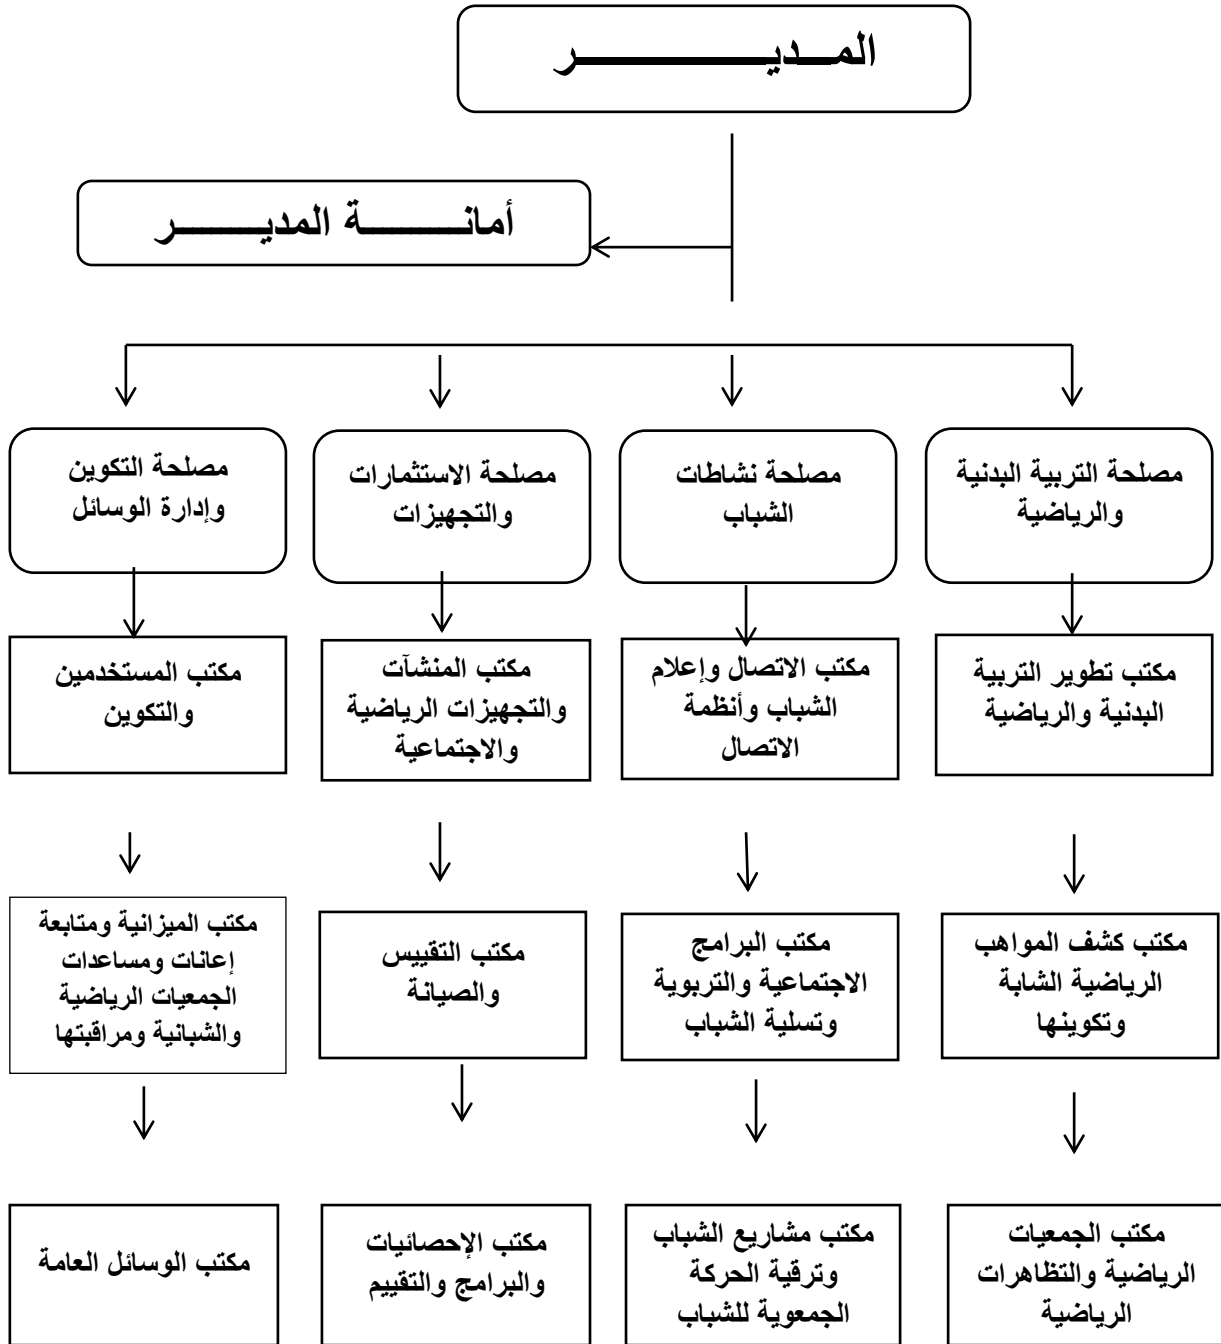 المـــديـــــــــــــــر
أمانـــــــــة المديــــــــر
مصلحة التربية البدنية
والرياضية
مصلحة نشاطات
الشباب
مصلحة الاستثمارات
والتجهيزات
مصلحة التكوين
وإدارة الوسائل
مكتب تطوير التربية
البدنية والرياضية
مكتب الاتصال وإعلام
الشباب وأنظمة
الاتصال
مكتب المنشآت
والتجهيزات الرياضية
والاجتماعية
مكتب المستخدمين
والتكوين
مكتب كشف المواهب
الرياضية الشابة
وتكوينها
مكتب البرامج
الاجتماعية والتربوية
وتسلية الشباب
مكتب التقييس
والصيانة
مكتب الميزانية ومتابعة
إعانات ومساعدات
الجمعيات الرياضية
والشبانية ومراقبتها
مكتب الجمعيات
الرياضية والتظاهرات
الرياضية
مكتب مشاريع الشباب
وترقية الحركة
الجمعوية للشباب
مكتب الإحصائيات
والبرامج والتقييم
مكتب الوسائل العامة